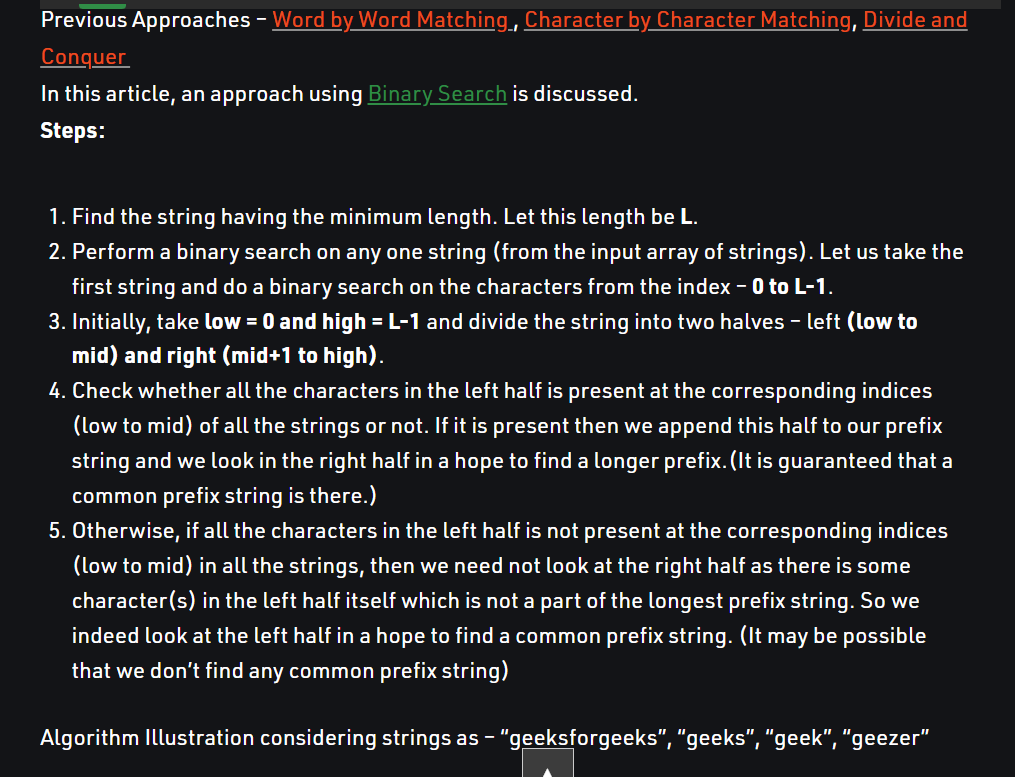 Previous Approaches – Word by Word Matching , Character by Character Matching, Divide and
Conquer
In this article, an approach using Binary Search is discussed.
Steps:
1. Find the string having the minimum length. Let this length be L.
2. Perform a binary search on any one string (from the input array of strings). Let us take the
first string and do a binary search on the characters from the index – 0 to L-1.
3. Initially, take low = 0 and high = L-1 and divide the string into two halves – left (low to
mid) and right (mid+1 to high).
4. Check whether all the characters in the left half is present at the corresponding indices
(low to mid) of all the strings or not. If it is present then we append this half to our prefix
string and we look in the right half in a hope to find a longer prefix.(It is guaranteed that a
common prefix string is there.)
5. Otherwise, if all the characters in the left half is not present at the corresponding indices
(low to mid) in all the strings, then we need not look at the right half as there is some
character(s) in the left half itself which is not a part of the longest prefix string. So we
indeed look at the left half in a hope to find a common prefix string. (It may be possible
that we don’t find any common prefix string)
Algorithm Illustration considering strings as – “geeksforgeeks”, “geeks”, “geek”, “geezer”